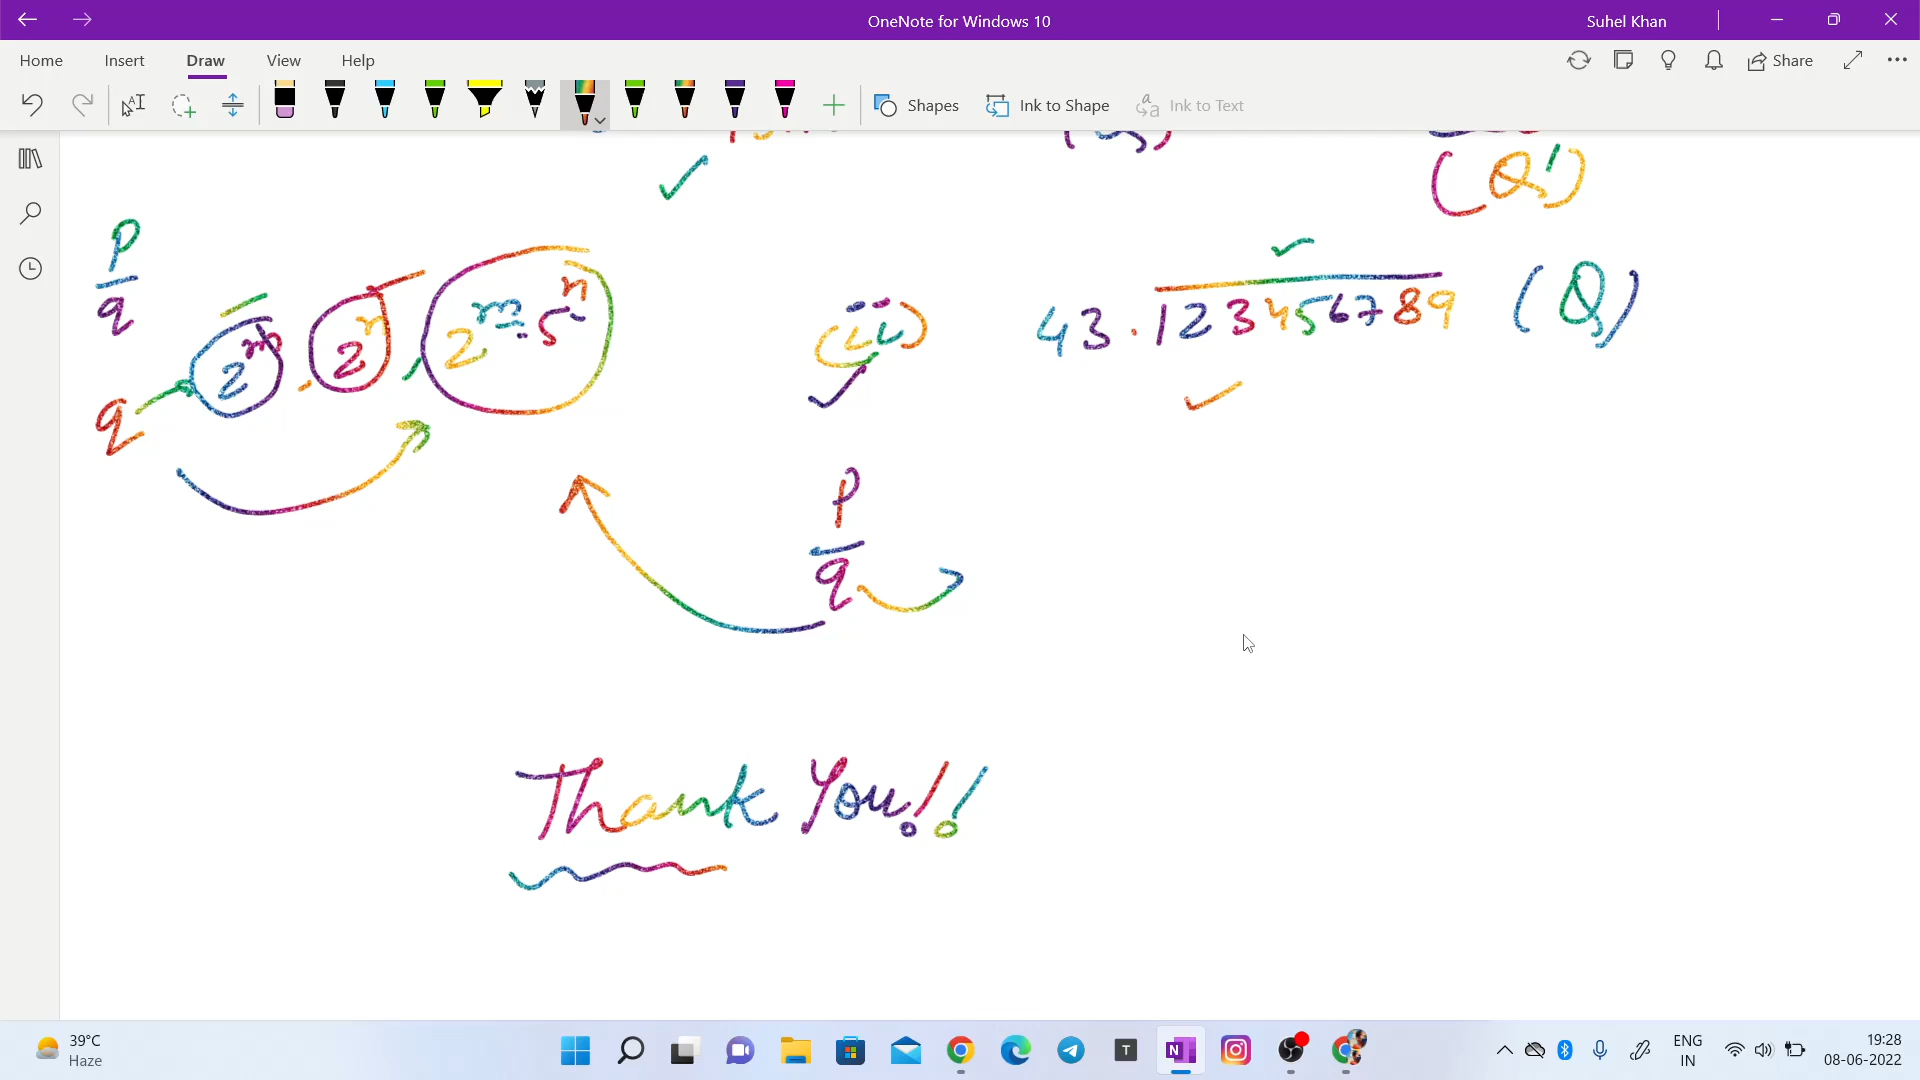 OneNote for Windows 10
Suhel Khan
Home Insert Draw View Help
Share
Shapes Ink to Shape Ink to Text
(Q')
p
q
2^m, 2^n, 2^m · 5^n
q
(ii)
43.123456789 (Q)
p
q
Thank You!!
39°C
Haze
ENG
IN
19:28
08-06-2022